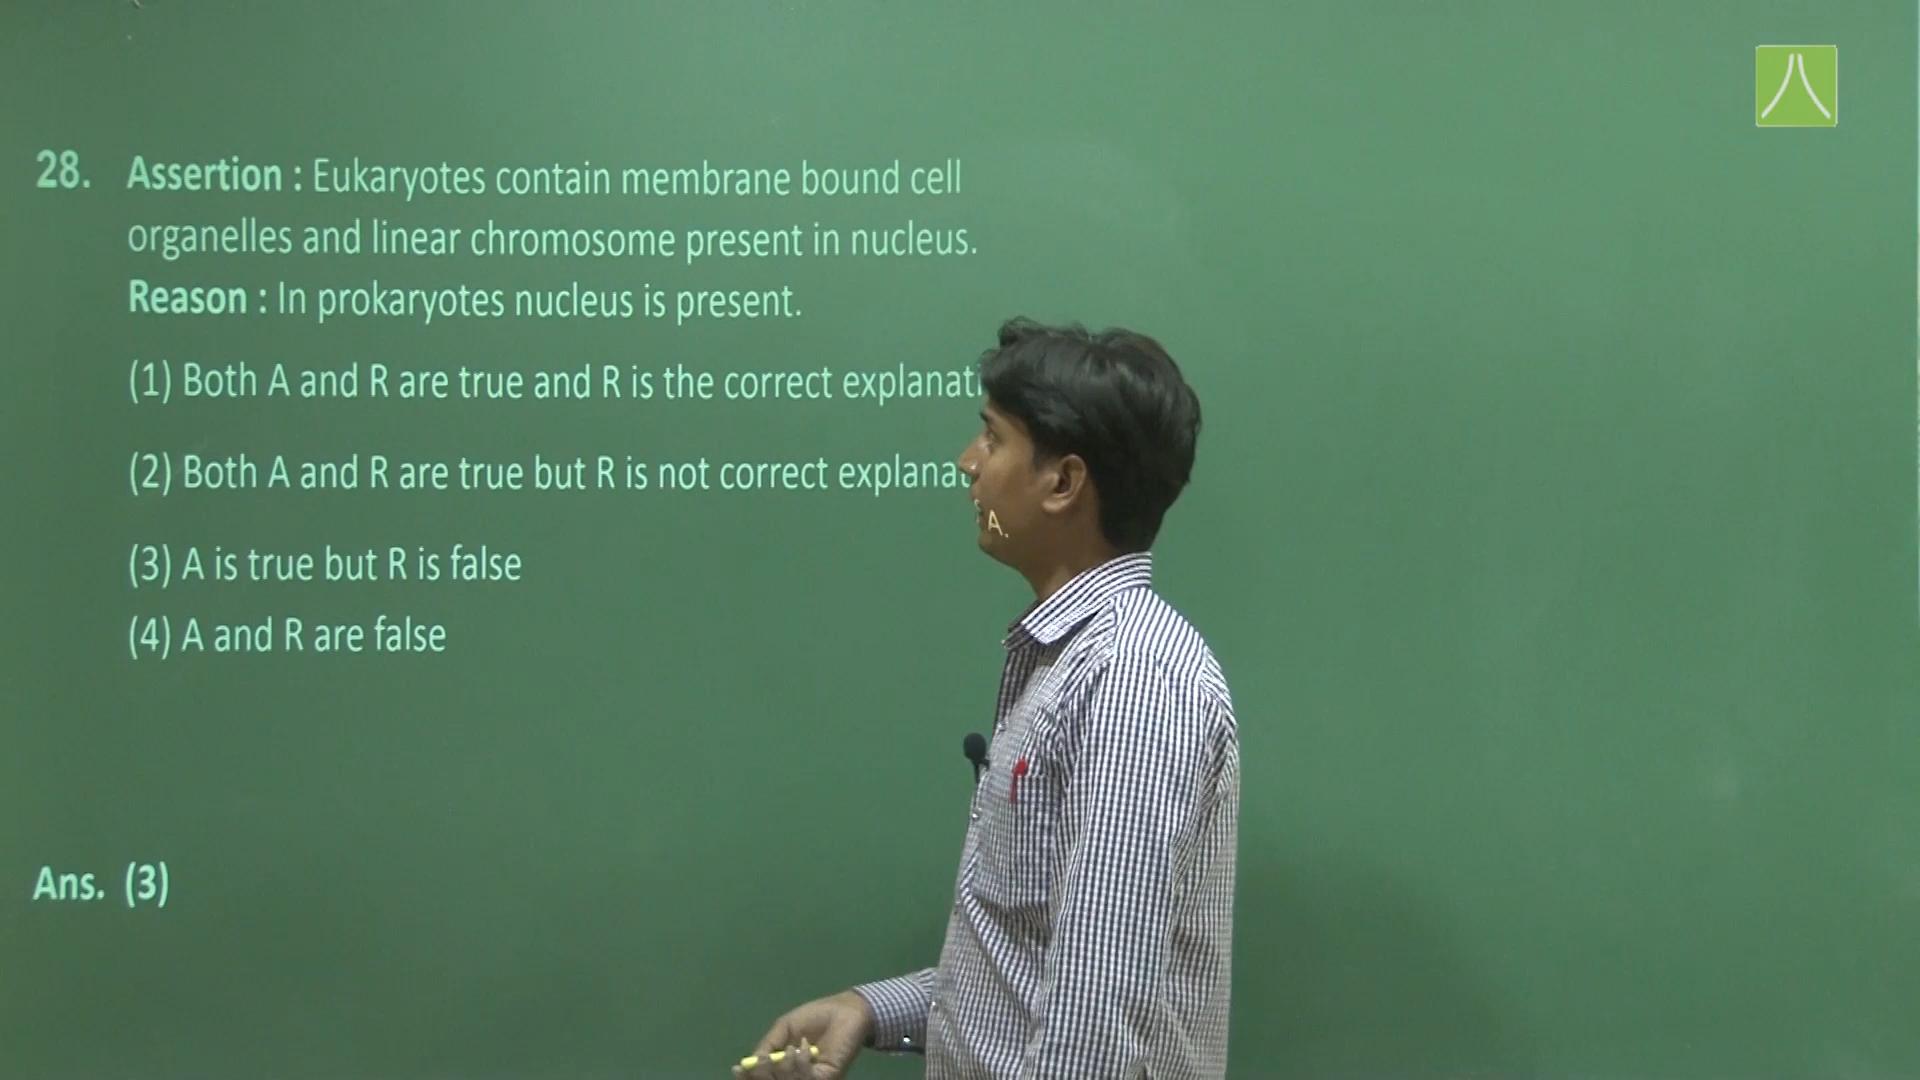 28. Assertion : Eukaryotes contain membrane bound cell
organelles and linear chromosome present in nucleus.
Reason : In prokaryotes nucleus is present.
(1) Both A and R are true and R is the correct
(2) Both A and R are true but R is not correct
A.
(3) A is true but R is false
(4) A and R are false
Ans. (3)